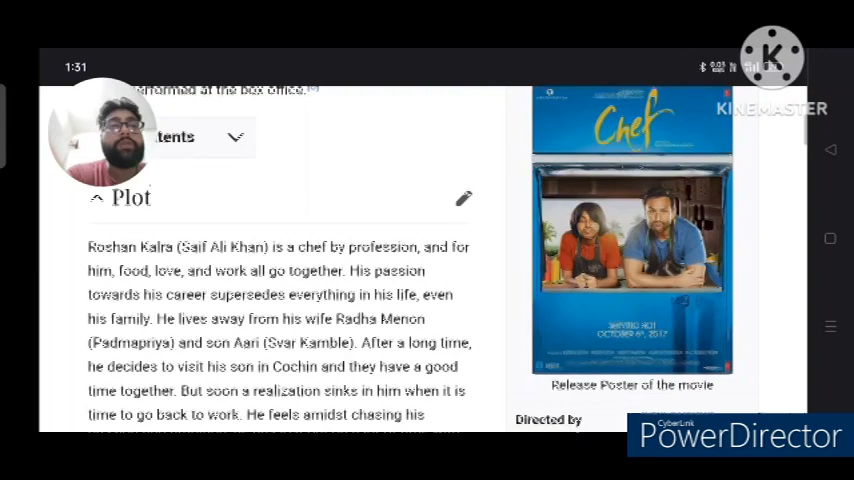 1:31
KINEMASTER
performed at the box office.
tents
Plot
Roshan Kalra (Saif Ali Khan) is a chef by profession, and for
him, food, love, and work all go together. His passion
towards his career supersedes everything in his life, even
his family. He lives away from his wife Radha Menon
(Padmapriya) and son Aari (Svar Kamble). After a long time,
he decides to visit his son in Cochin and they have a good
time together. But soon a realization sinks in him when it is
time to go back to work. He feels amidst chasing his
Chef
SERVING HOT
OCTOBER 6th, 2017
Release Poster of the movie
Directed by
CyberLink
PowerDirector